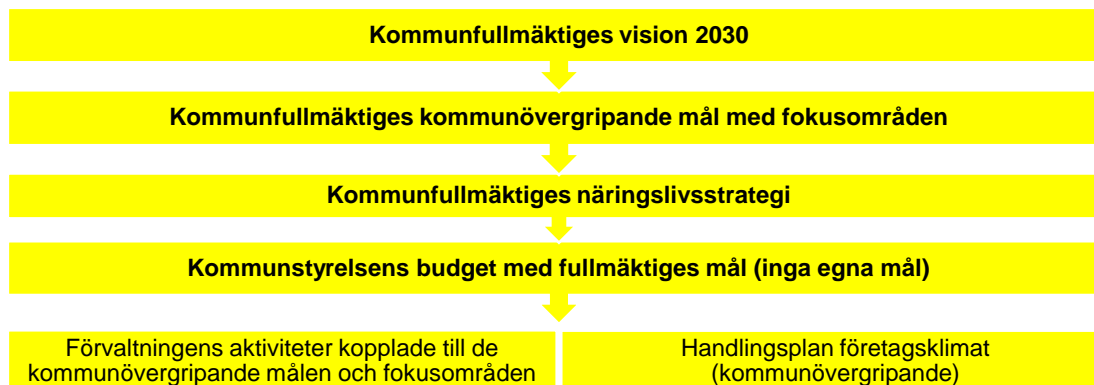 Kommunfullmäktiges vision 2030
Kommunfullmäktiges kommunövergripande mål med fokusområden
Kommunfullmäktiges näringslivsstrategi
Kommunstyrelsens budget med fullmäktiges mål (inga egna mål)
Förvaltningens aktiviteter kopplade till de
kommunövergripande målen och fokusområden
Handlingsplan företagsklimat
(kommunövergripande)